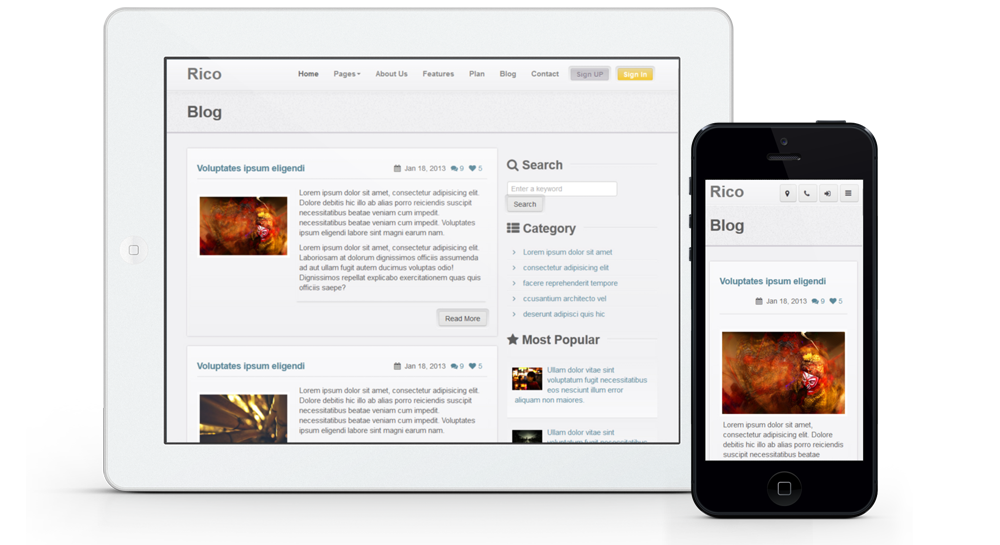 Rico
Home Pages About Us Features Plan Blog Contact Sign UP Sign In
Blog
Voluptates ipsum eligendi
Jan 18, 2013 9 5
Lorem ipsum dolor sit amet, consectetur adipisicing elit.
Dolore debitis hic illo ab alias porro reiciendis suscipit
necessitatibus beatae veniam cum impedit.
necessitatibus beatae veniam cum impedit. Voluptates
ipsum eligendi labore sint magni earum nam.
Lorem ipsum dolor sit amet, consectetur adipisicing elit.
Laboriosam at dolorum dignissimos officiis assumenda
ad aut ullam fugit autem ducimus voluptas odio!
Dignissimos repellat explicabo exercitationem quas quis
officiis saepe?
Read More
Voluptates ipsum eligendi
Jan 18, 2013 9 5
Lorem ipsum dolor sit amet, consectetur adipisicing elit.
Dolore debitis hic illo ab alias porro reiciendis suscipit
necessitatibus beatae veniam cum impedit.
necessitatibus beatae veniam cum impedit. Voluptates
ipsum eligendi labore sint magni earum nam.
Search
Enter a keyword
Search
Category
Lorem ipsum dolor sit amet
consectetur adipisicing elit
facere reprehenderit tempore
ccusantium architecto vel
deserunt adipisci quis hic
Most Popular
Ullam dolor vitae sint
voluptatum fugit necessitatibus
eos nesciunt illum error
aliquam non maiores.
Ullam dolor vitae sint
voluptatum fugit necessitatibus
Rico
Blog
Voluptates ipsum eligendi
Jan 18, 2013 9 5
Lorem ipsum dolor sit amet,
consectetur adipisicing elit. Dolore
debitis hic illo ab alias porro reiciendis
suscipit necessitatibus beatae